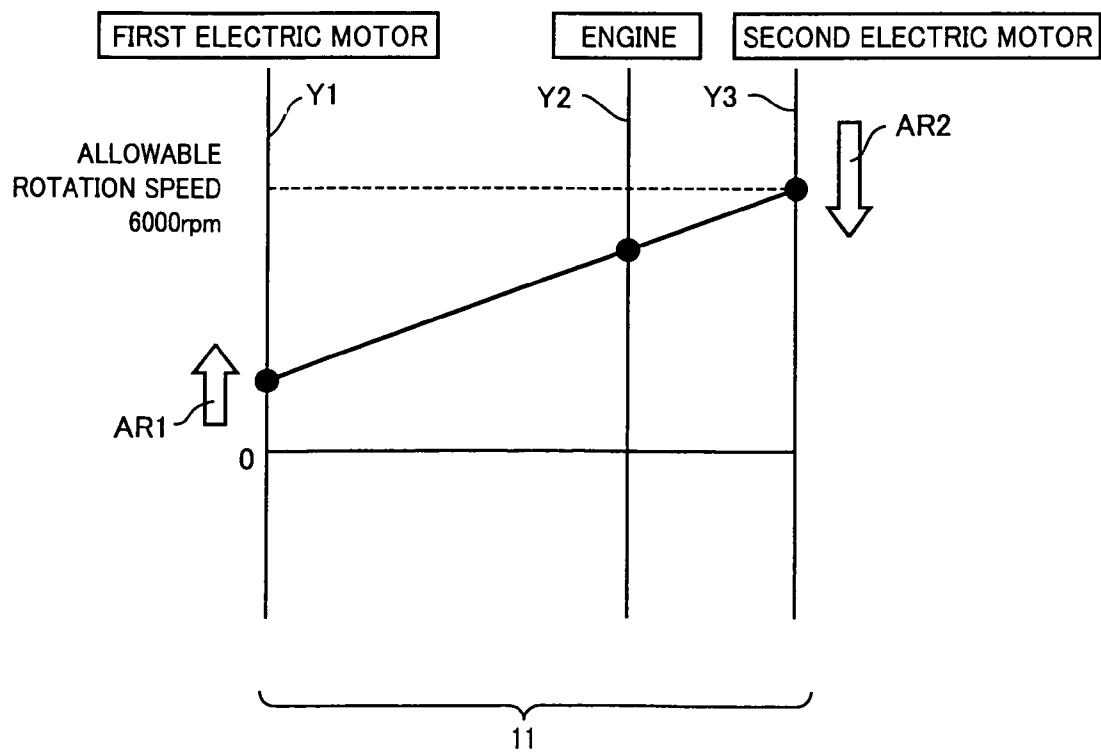 FIRST ELECTRIC MOTOR
ENGINE
SECOND ELECTRIC MOTOR
Y1
Y2
Y3
AR2
ALLOWABLE
ROTATION SPEED
6000rpm
AR1
0
11